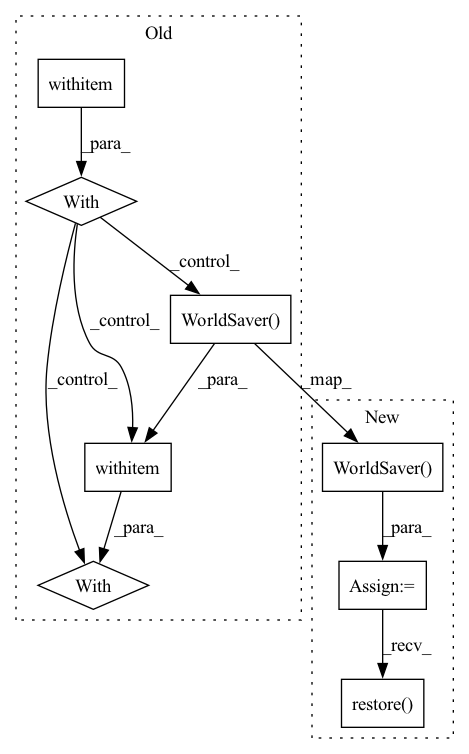 Old
withitem
_para_
With
_control_
WorldSaver()
_control_
_control_
_para_
_map_
New
withitem
WorldSaver()
_para_
_para_
With
Assign:=
_recv_
restore()